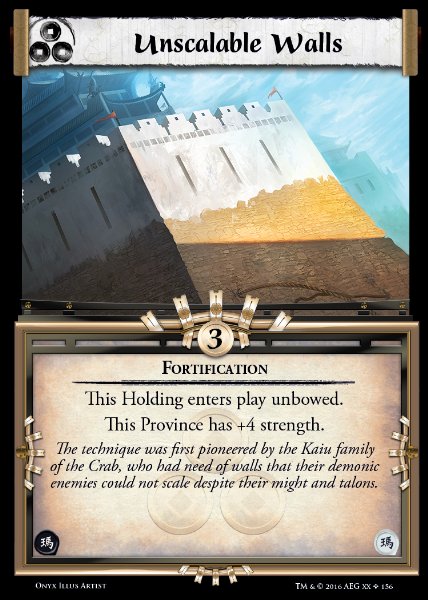 Unscalable Walls
3
Fortification
This Holding enters play unbowed.
This Province has +4 strength.
The technique was first pioneered by the Kaiu family
of the Crab, who had need of walls that their demonic
enemies could not scale despite their might and talons.
瑪 瑪
Onyx Illus Artist TM & © 2016 AEG XX ❖ 156